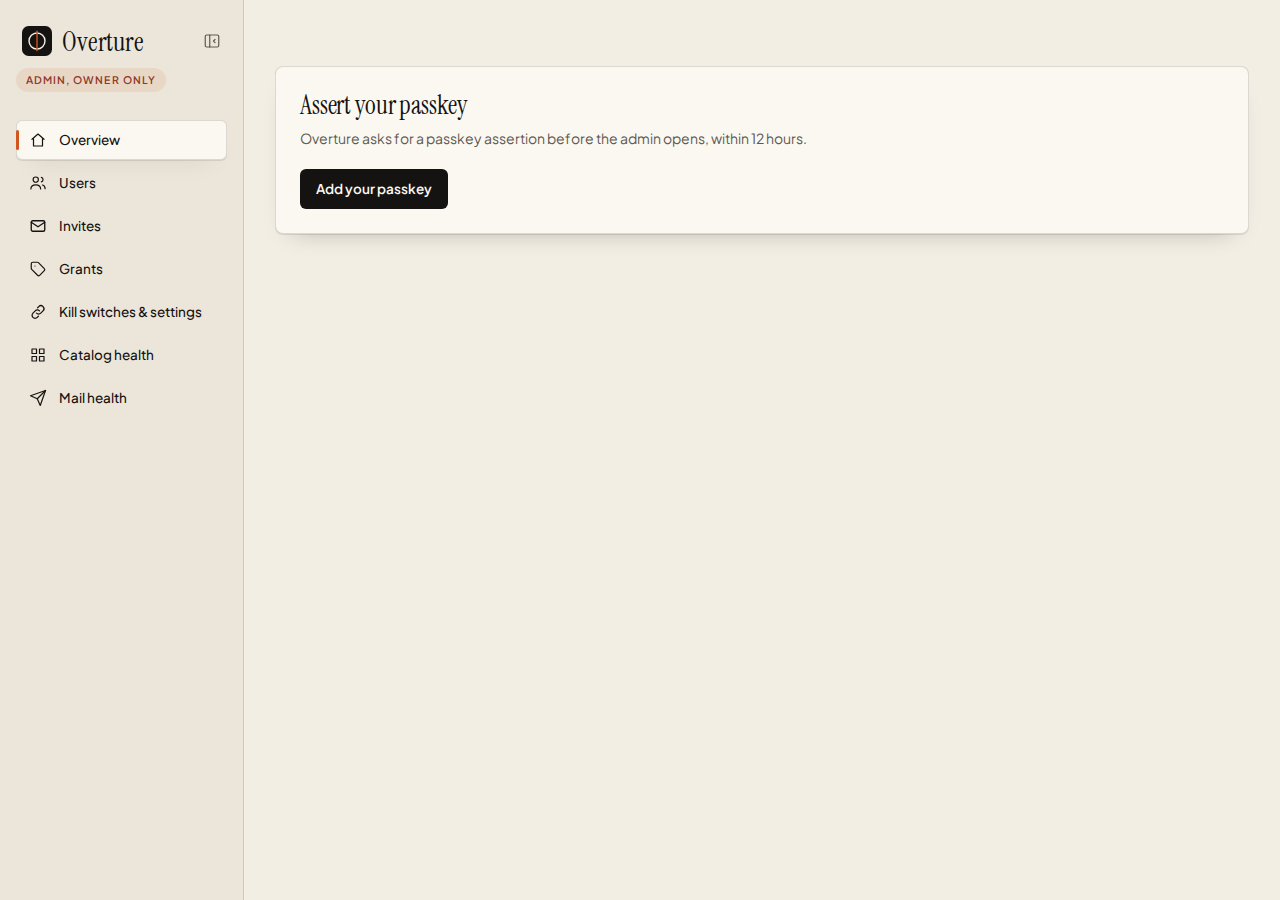 Overture
ADMIN, OWNER ONLY
Overview
Users
Invites
Grants
Kill switches & settings
Catalog health
Mail health
Assert your passkey
Overture asks for a passkey assertion before the admin opens, within 12 hours.
Add your passkey